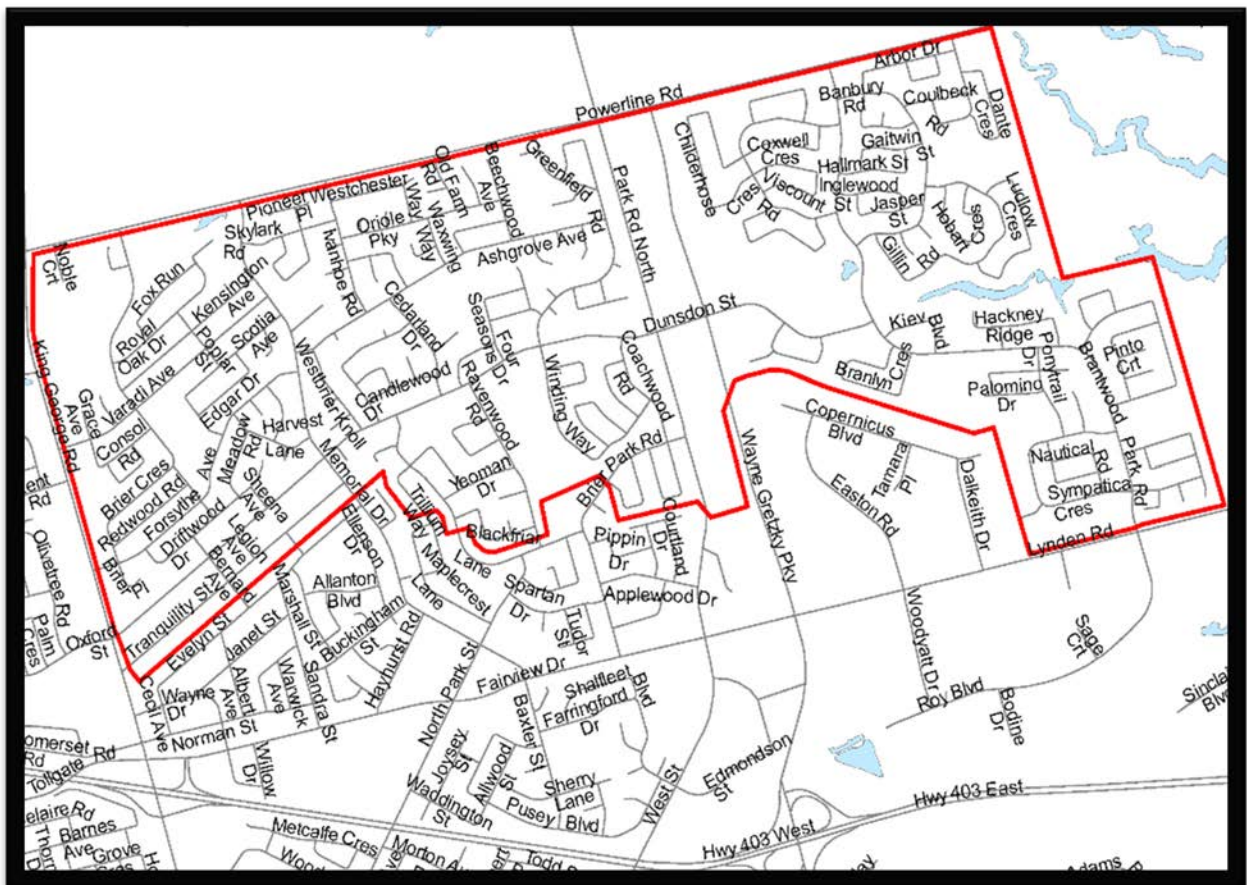 Arbor Dr
Powerline Rd
Banbury
Rd
Coulbeck
Rd
Dante
Cres
Old Farm
Rd
Beechwood
Ave
Greenfield
Rd
Park Rd North
Childerhose
Cres
Coxwell
Cres
Gaitwin
St
Hallmark St
Viscount
Rd
Inglewood
St
Jasper
St
Ludlow
Cres
Hobart
Cres
Gillin
Rd
Pioneer
Pl
Westchester
Way
Waxwing
Way
Skylark
Rd
Oriole
Pky
Ivanhoe Rd
Ashgrove Ave
Noble
Crt
Fox Run
Kensington
Ave
Royal
Oak Dr
Poplar
St
Scotia
Ave
Cedarland
Dr
Seasons Dr
Four
Dunsdon St
Kiev
Blvd
Hackney
Ridge
Ponytrail
Dr
Brantwood
Park Rd
Pinto
Crt
King George Rd
Grace
Ave
Varadi Ave
Edgar Dr
Westbrier Knoll
Candlewood
Dr
Ravenwood
Rd
Winding
Way
Coachwood
Rd
Branlyn
Cres
Palomino
Dr
Consol
Rd
Harvest
Lane
Meadow
Rd
Copernicus
Blvd
Wayne Gretzky Pky
Tamara
Pl
Easton Rd
Dalkeith Dr
Nautical
Rd
Sympatica
Cres
Lynden Rd
ent
Rd
Brier Cres
Redwood Rd
Forsythe
Ave
Sheena
Ave
Memorial Dr
Yeoman
Dr
Brier Park Rd
Driftwood
Dr
Legion
Ave
Ellenson
Dr
Trillium
Way
Blackfriar
Lane
Courtland
Dr
Pippin
Dr
Olivetree Rd
Brier
Pl
Bernard
Ave
Tranquility St
Marshall St
Allanton
Blvd
Maplecrest
Lane
Spartan
Dr
Applewood Dr
Tudor
St
Palm
Cres
Oxford
St
Evelyn St
Janet St
Buckingham
St
Hayhurst Rd
North Park St
Fairview Dr
Woodyatt Dr
Sage
Crt
Cecil Ave
Wayne
Dr
Albert
Ave
Warwick
Ave
Sandra St
Norman St
Baxter St
Shalfleet
Blvd
Farringford
Dr
Roy Blvd
Bodine
Dr
Sinclair
Blvd
omerset Rd
Rd
Tollgate
Willow
Dr
Joysey
St
Allwood
St
Sherry
Lane
West St
Edmondson
St
Waddington
St
Pusey
Blvd
Hwy 403 East
Hwy 403 West
elaire Rd
Barnes
Ave
Grove
Metcalfe Cres
Morton
Todd
Adams